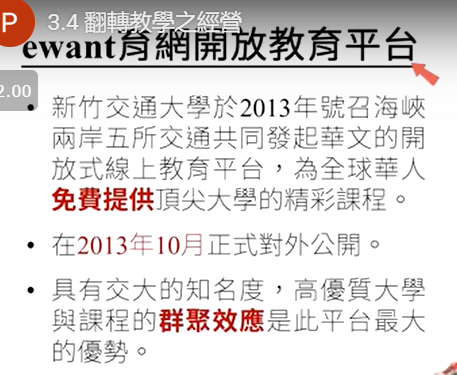 P
3.4 翻轉教學之經營
ewant育網開放教育平台
2.00
• 新竹交通大學於2013年號召海峽
兩岸五所交通共同發起華文的開
放式線上教育平台，為全球華人
免費提供頂尖大學的精彩課程。
• 在2013年10月正式對外公開。
• 具有交大的知名度，高優質大學
與課程的群聚效應是此平台最大
的優勢。